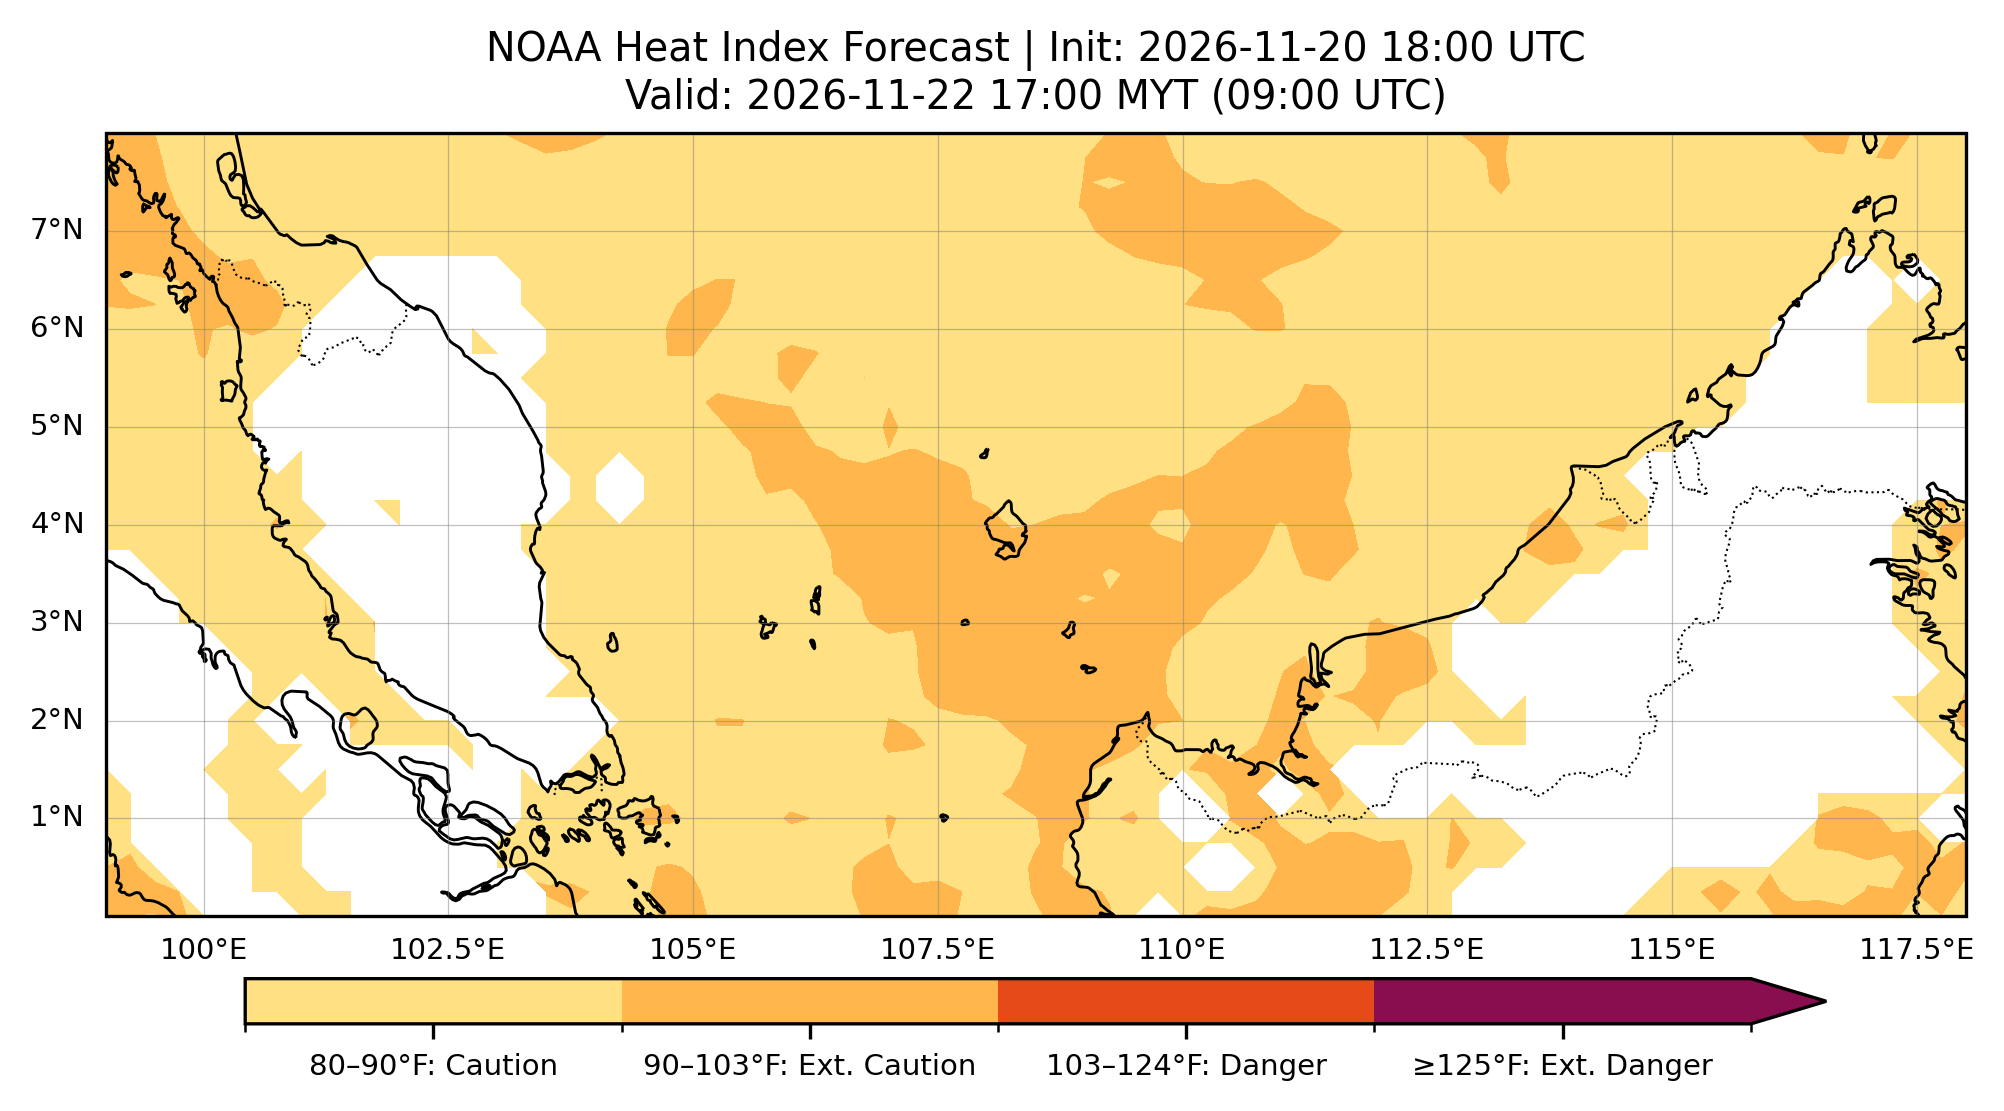 NOAA Heat Index Forecast | Init: 2026-11-20 18:00 UTC
Valid: 2026-11-22 17:00 MYT (09:00 UTC)
7°N
6°N
5°N
4°N
3°N
2°N
1°N
100°E 102.5°E 105°E 107.5°E 110°E 112.5°E 115°E 117.5°E
80–90°F: Caution 90–103°F: Ext. Caution 103–124°F: Danger ≥125°F: Ext. Danger